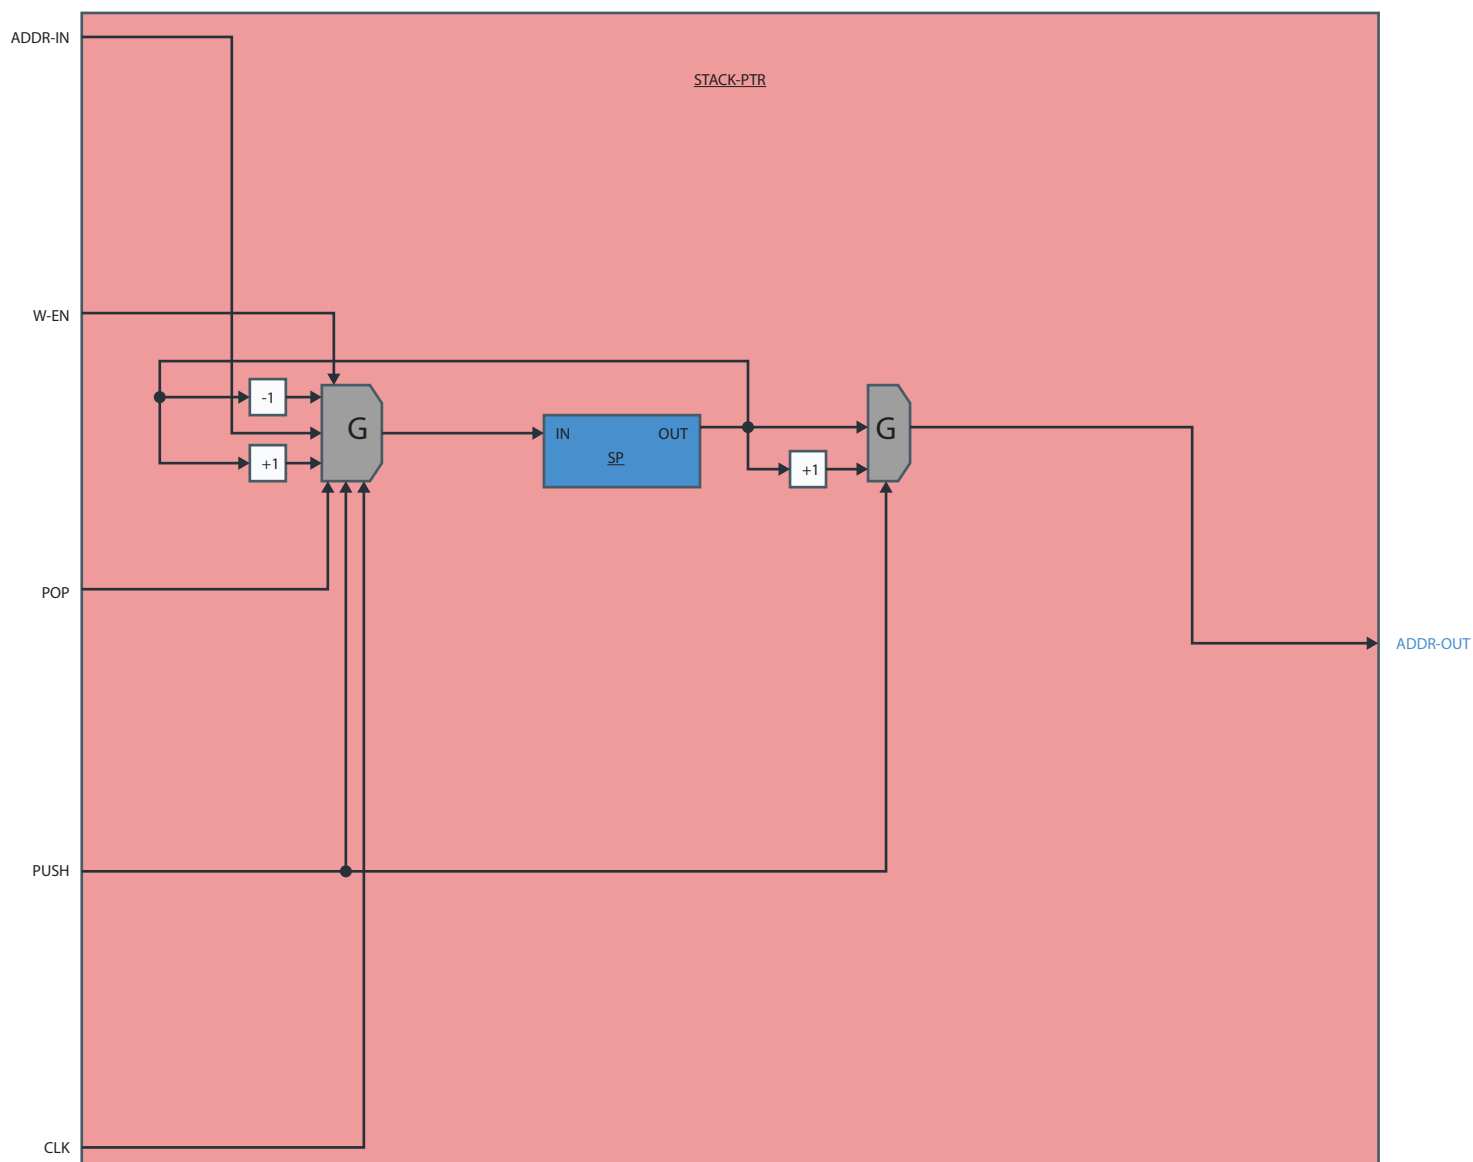 ADDR-IN
STACK-PTR
W-EN
-1
G
G
IN
OUT
SP
+1
+1
POP
ADDR-OUT
PUSH
CLK